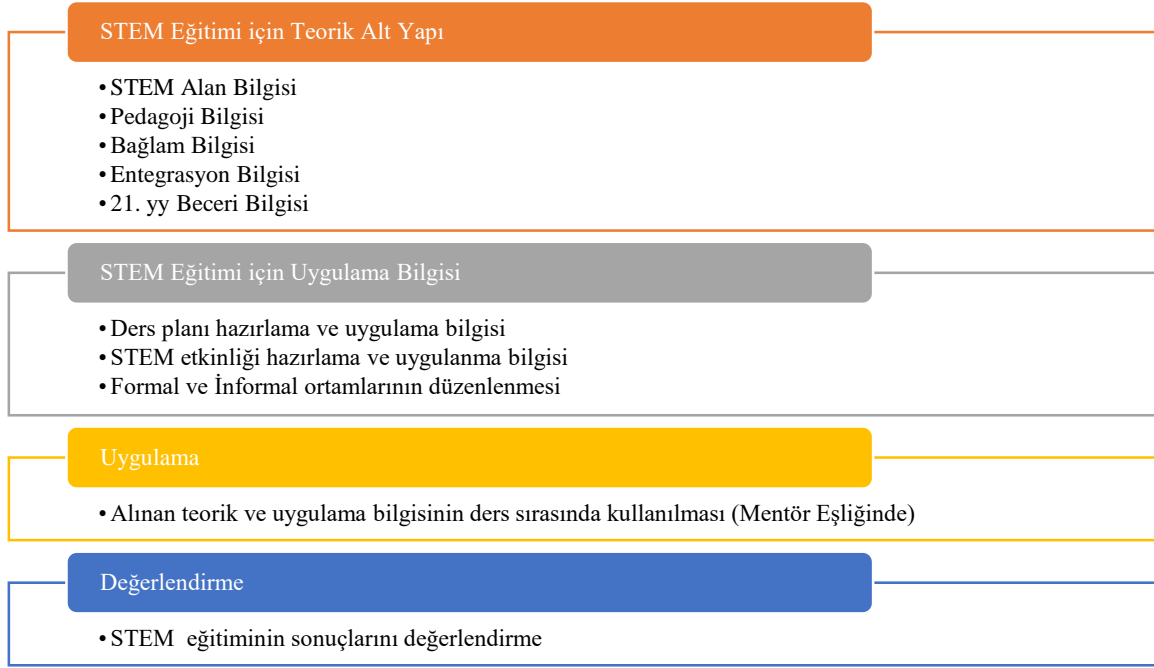 STEM Eğitimi için Teorik Alt Yapı
•STEM Alan Bilgisi
•Pedagoji Bilgisi
•Bağlam Bilgisi
•Entegrasyon Bilgisi
•21. yy Beceri Bilgisi
STEM Eğitimi için Uygulama Bilgisi
•Ders planı hazırlama ve uygulama bilgisi
•STEM etkinliği hazırlama ve uygulanma bilgisi
•Formal ve İnformal ortamlarının düzenlenmesi
Uygulama
•Alınan teorik ve uygulama bilgisinin ders sırasında kullanılması (Mentör Eşliğinde)
Değerlendirme
•STEM eğitiminin sonuçlarını değerlendirme